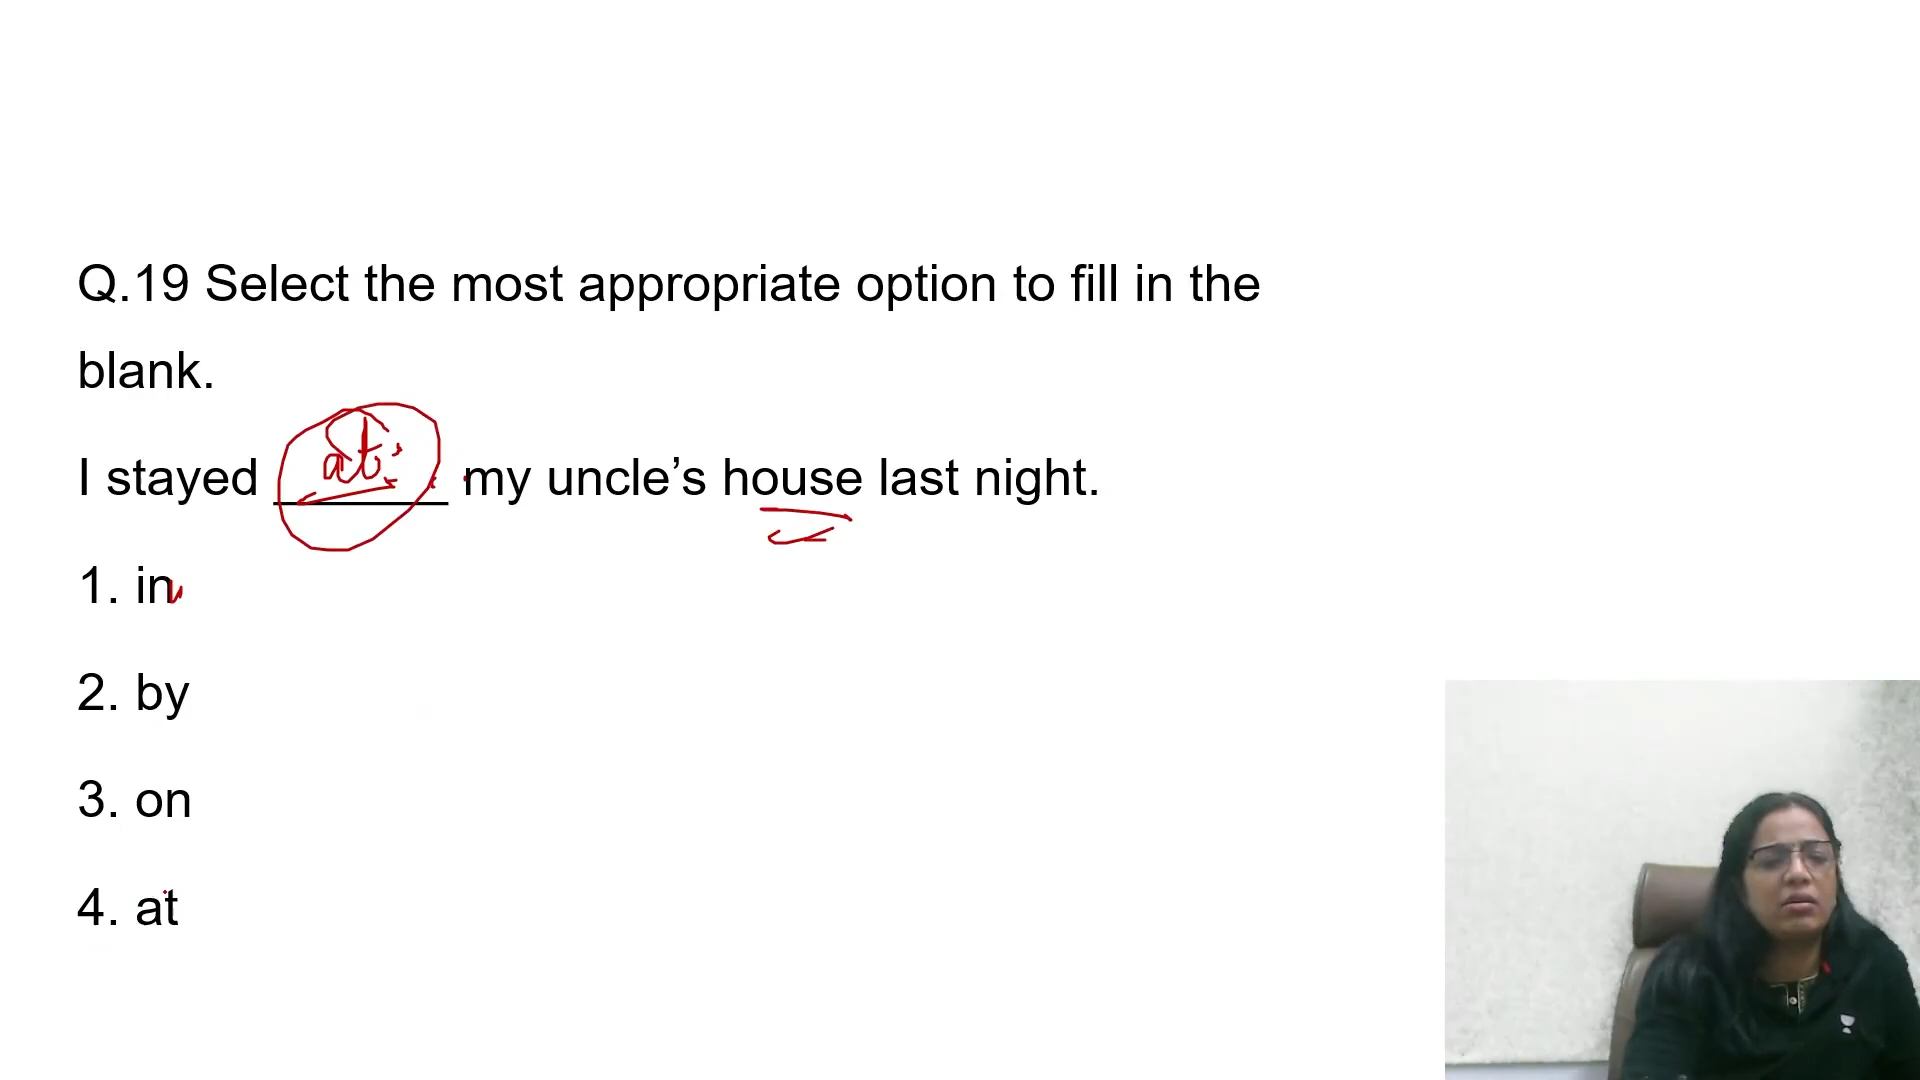 Q.19 Select the most appropriate option to fill in the
blank.
I stayed at my uncle’s house last night.
1. in
2. by
3. on
4. at